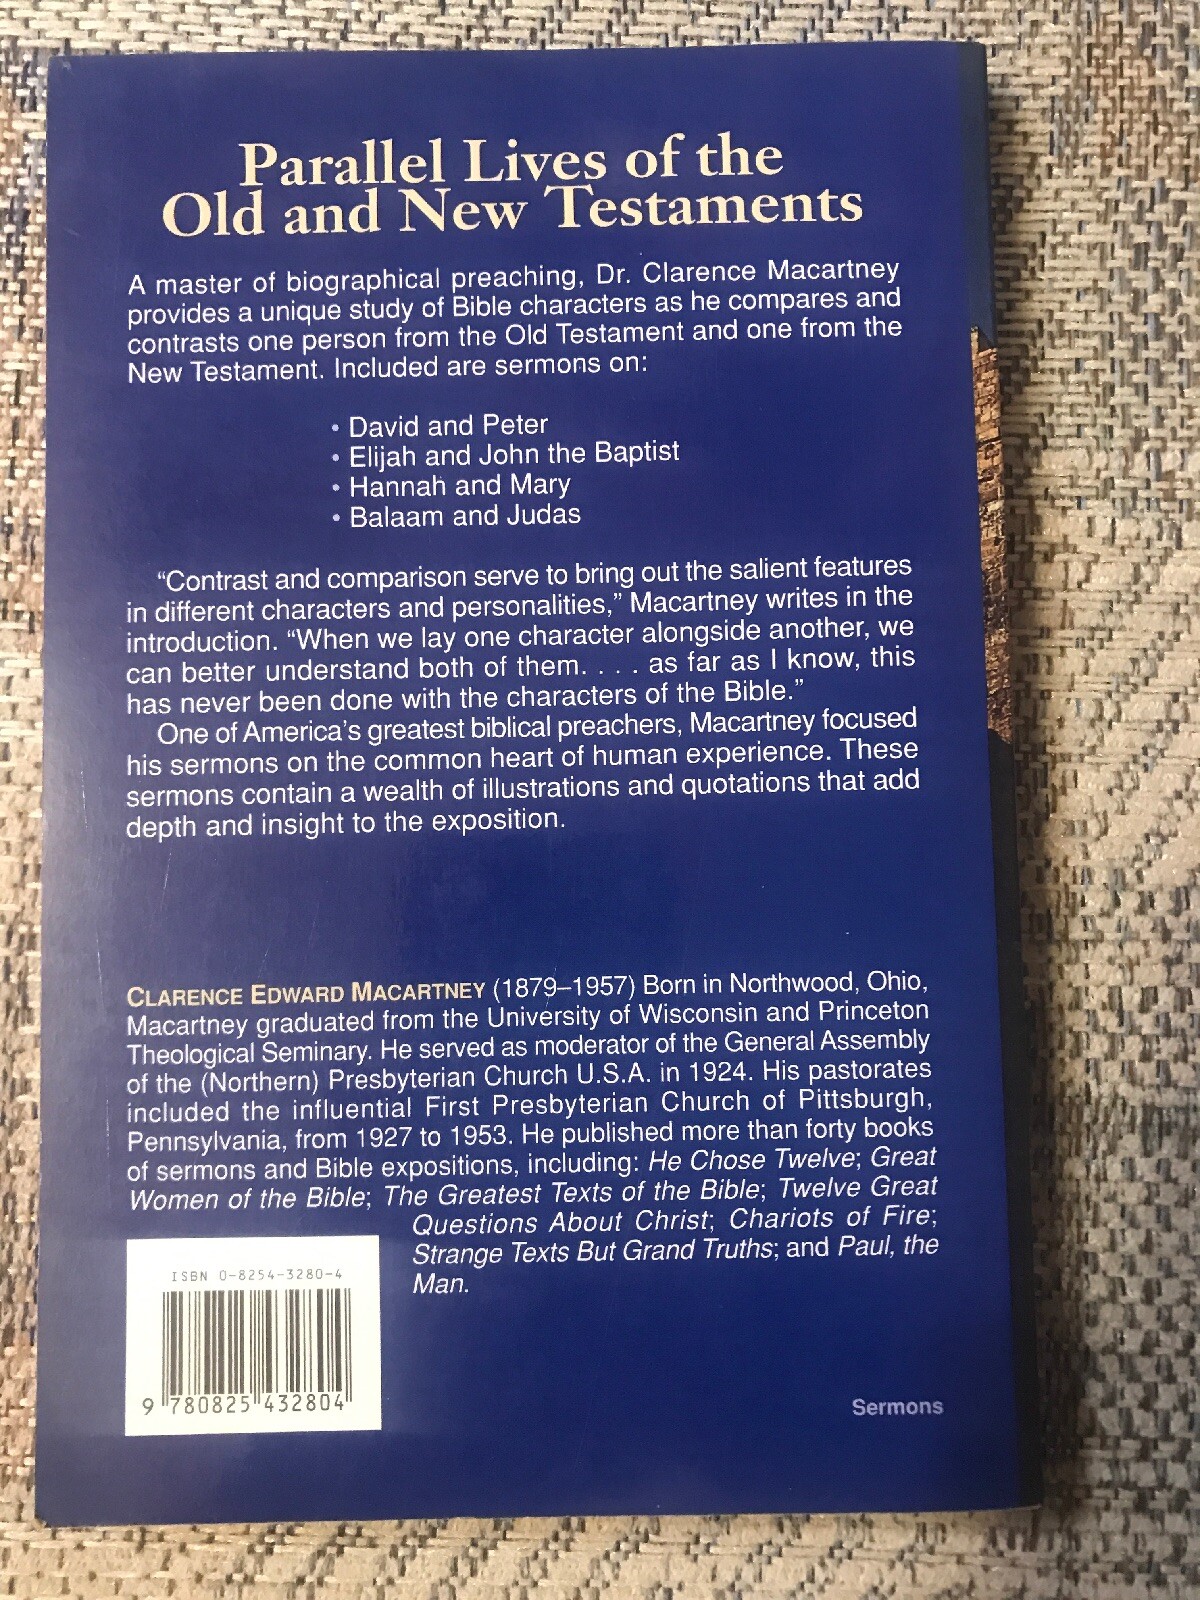 Parallel Lives of the
Old and New Testaments
A master of biographical preaching, Dr. Clarence Macartney
provides a unique study of Bible characters as he compares and
contrasts one person from the Old Testament and one from the
New Testament. Included are sermons on:
• David and Peter
• Elijah and John the Baptist
• Hannah and Mary
• Balaam and Judas
“Contrast and comparison serve to bring out the salient features
in different characters and personalities,” Macartney writes in the
introduction. “When we lay one character alongside another, we
can better understand both of them. . . . as far as I know, this
has never been done with the characters of the Bible.”
One of America’s greatest biblical preachers, Macartney focused
his sermons on the common heart of human experience. These
sermons contain a wealth of illustrations and quotations that add
depth and insight to the exposition.
CLARENCE EDWARD MACARTNEY (1879–1957) Born in Northwood, Ohio,
Macartney graduated from the University of Wisconsin and Princeton
Theological Seminary. He served as moderator of the General Assembly
of the (Northern) Presbyterian Church U.S.A. in 1924. His pastorates
included the influential First Presbyterian Church of Pittsburgh,
Pennsylvania, from 1927 to 1953. He published more than forty books
of sermons and Bible expositions, including: He Chose Twelve; Great
Women of the Bible; The Greatest Texts of the Bible; Twelve Great
Questions About Christ; Chariots of Fire;
Strange Texts But Grand Truths; and Paul, the
Man.
ISBN 0-8254-3280-4
9 780825 432804
Sermons